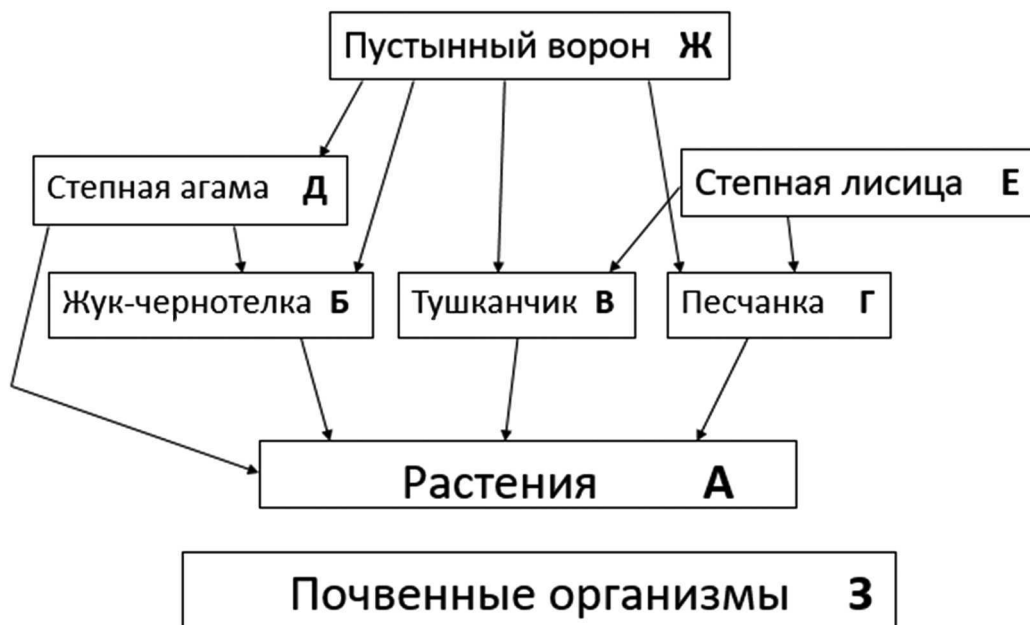 Пустынный ворон Ж
Степная агама Д
Степная лисица Е
Жук-чернотелка Б
Тушканчик В
Песчанка Г
Растения А
Почвенные организмы З